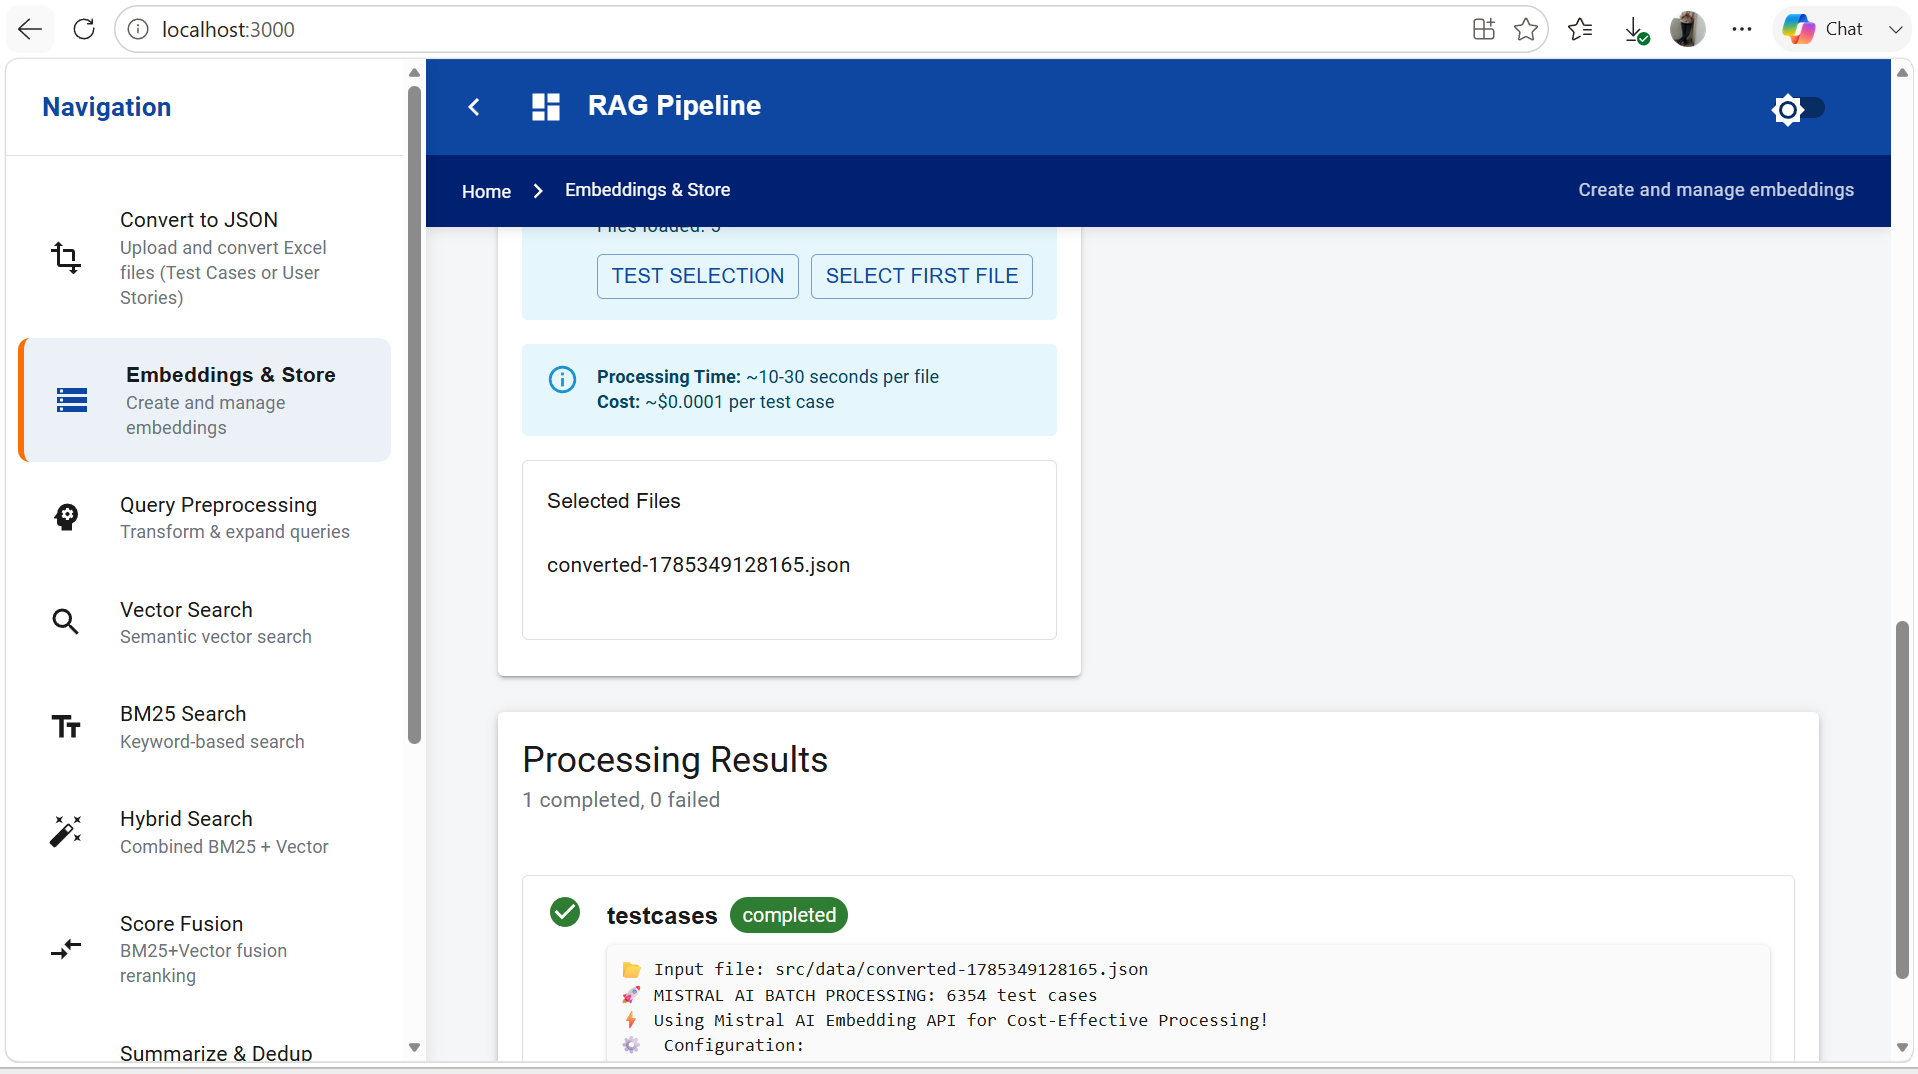 localhost:3000
Chat
Navigation
Convert to JSON
Upload and convert Excel
files (Test Cases or User
Stories)
Embeddings & Store
Create and manage
embeddings
Query Preprocessing
Transform & expand queries
Vector Search
Semantic vector search
BM25 Search
Keyword-based search
Hybrid Search
Combined BM25 + Vector
Score Fusion
BM25+Vector fusion
reranking
Summarize & Dedup
RAG Pipeline
Home
Embeddings & Store
Create and manage embeddings
Files loaded: 5
TEST SELECTION
SELECT FIRST FILE
Processing Time: ~10-30 seconds per file
Cost: ~$0.0001 per test case
Selected Files
converted-1785349128165.json
Processing Results
1 completed, 0 failed
testcases
completed
Input file: src/data/converted-1785349128165.json
MISTRAL AI BATCH PROCESSING: 6354 test cases
Using Mistral AI Embedding API for Cost-Effective Processing!
Configuration: